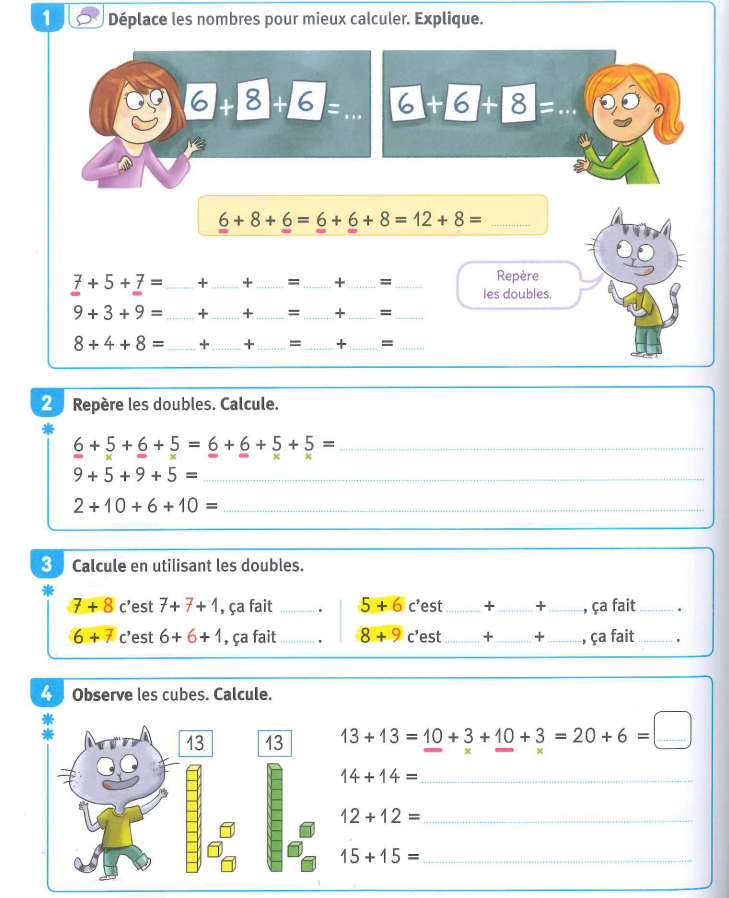 1 Déplace les nombres pour mieux calculer. Explique.
6 + 8 + 6 = ...
6 + 6 + 8 = ...
6 + 8 + 6 = 6 + 6 + 8 = 12 + 8 = ........
7 + 5 + 7 = ........ + ........ + ........ = ........ + ........ = ........
Repère
les doubles.
9 + 3 + 9 = ........ + ........ + ........ = ........ + ........ = ........
8 + 4 + 8 = ........ + ........ + ........ = ........ + ........ = ........
2 Repère les doubles. Calcule.
6 + 5 + 6 + 5 = 6 + 6 + 5 + 5 = ........
9 + 5 + 9 + 5 = ........
2 + 10 + 6 + 10 = ........
3 Calcule en utilisant les doubles.
7 + 8 c'est 7 + 7 + 1, ça fait ........ .
6 + 7 c'est 6 + 6 + 1, ça fait ........ .
5 + 6 c'est ........ + ........ + ........ , ça fait ........ .
8 + 9 c'est ........ + ........ + ........ , ça fait ........ .
4 Observe les cubes. Calcule.
13
13
13 + 13 = 10 + 3 + 10 + 3 = 20 + 6 = ........
14 + 14 = ........
12 + 12 = ........
15 + 15 = ........